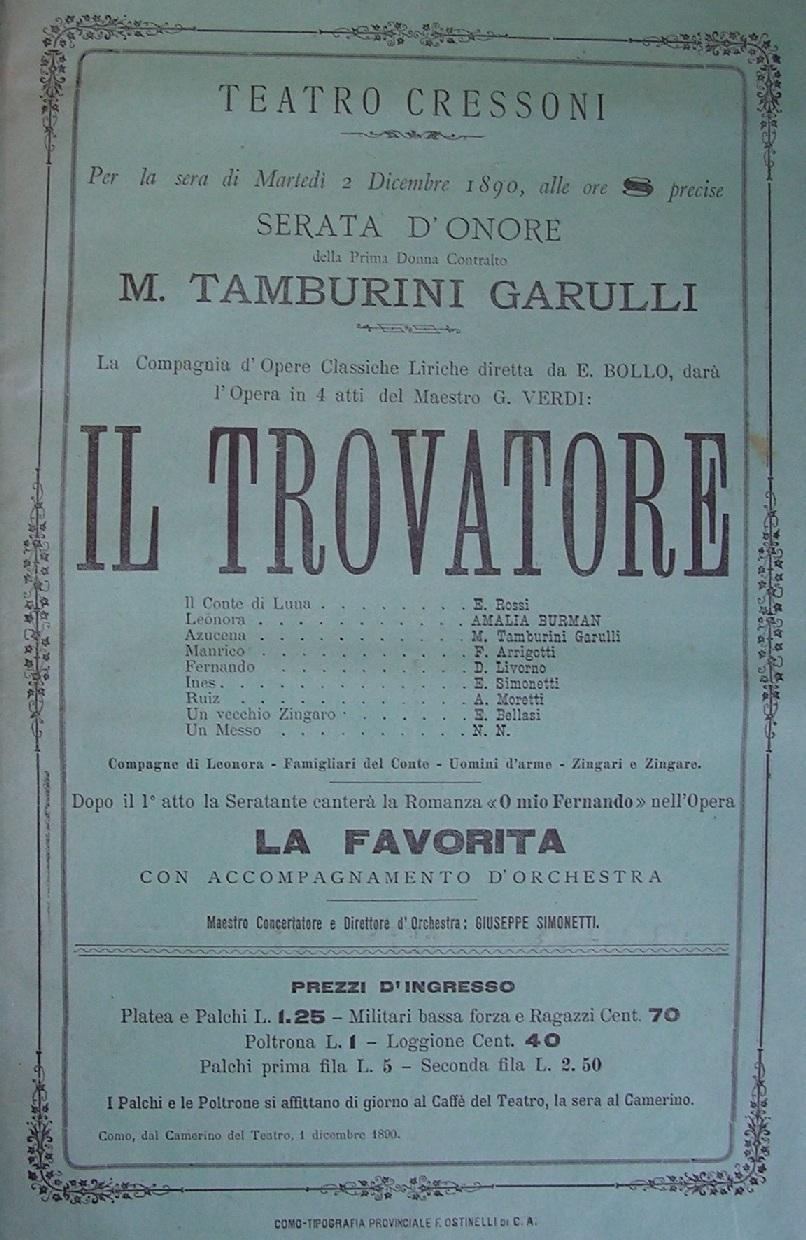 TEATRO CRESSONI
Per la sera di Martedì 2 Dicembre 1890, alle ore 8 precise
SERATA D'ONORE
della Prima Donna Contralto
M. TAMBURINI GARULLI
La Compagnia d'Opere Classiche Liriche diretta da E. BOLLO, darà
l'Opera in 4 atti del Maestro G. VERDI:
IL TROVATORE
Il Conte di Luna . . . . . . . . E. Rossi
Leonora . . . . . . . . . . . AMALIA BURMAN
Azucena . . . . . . . . . . . M. Tamburini Garulli
Manrico . . . . . . . . . . . F. Arrigotti
Fernando . . . . . . . . . . D. Livorno
Ines . . . . . . . . . . . . . E. Simonetti
Ruiz . . . . . . . . . . . . A. Moretti
Un vecchio Zingaro . . . . . . E. Bellasi
Un Messo . . . . . . . . . . N. N.
Compagne di Leonora - Famigliari del Conte - Uomini d'arme - Zingari e Zingare.
Dopo il 1° atto la Seratante canterà la Romanza «O mio Fernando» nell'Opera
LA FAVORITA
CON ACCOMPAGNAMENTO D'ORCHESTRA
Maestro Concertatore e Direttore d'Orchestra: GIUSEPPE SIMONETTI.
PREZZI D'INGRESSO
Platea e Palchi L. 1.25 – Militari bassa forza e Ragazzi Cent. 70
Poltrona L. 1 – Loggione Cent. 40
Palchi prima fila L. 5 – Seconda fila L. 2. 50
I Palchi e le Poltrone si affittano di giorno al Caffè del Teatro, la sera al Camerino.
Como, dal Camerino del Teatro, 1 dicembre 1890.
COMO-TIPOGRAFIA PROVINCIALE F. OSTINELLI DI C. A.